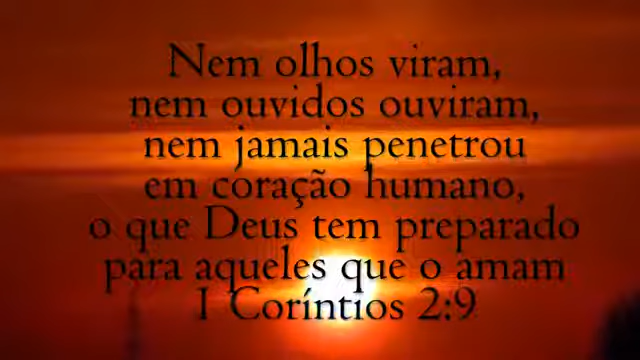 Nem olhos viram,
nem ouvidos ouviram,
nem jamais penetrou
em coração humano,
o que Deus tem preparado
para aqueles que o amam
I Coríntios 2:9